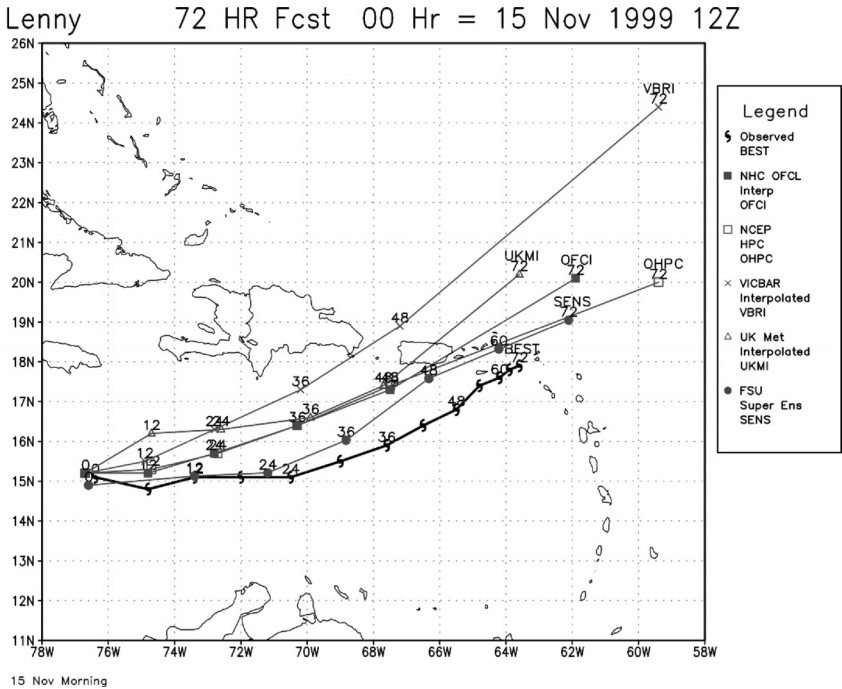 Lenny 72 HR Fcst 00 Hr = 15 Nov 1999 12Z
26N
25N
24N
23N
22N
21N
20N
19N
18N
17N
16N
15N
14N
13N
12N
11N
78W 76W 74W 72W 70W 68W 66W 64W 62W 60W 58W
VBRI
72
UKMI
72
OFCI
72
OHPC
72
SENS
72
60
BEST
72
60
48
48
48
48
36
36
36
36
36
24
24
24
24
12
12
12
12
0
Legend
Observed
BEST
NHC OFCL
Interp
OFCI
NCEP
HPC
OHPC
VICBAR
Interpolated
VBRI
UK Met
Interpolated
UKMI
FSU
Super Ens
SENS
15 Nov Morning